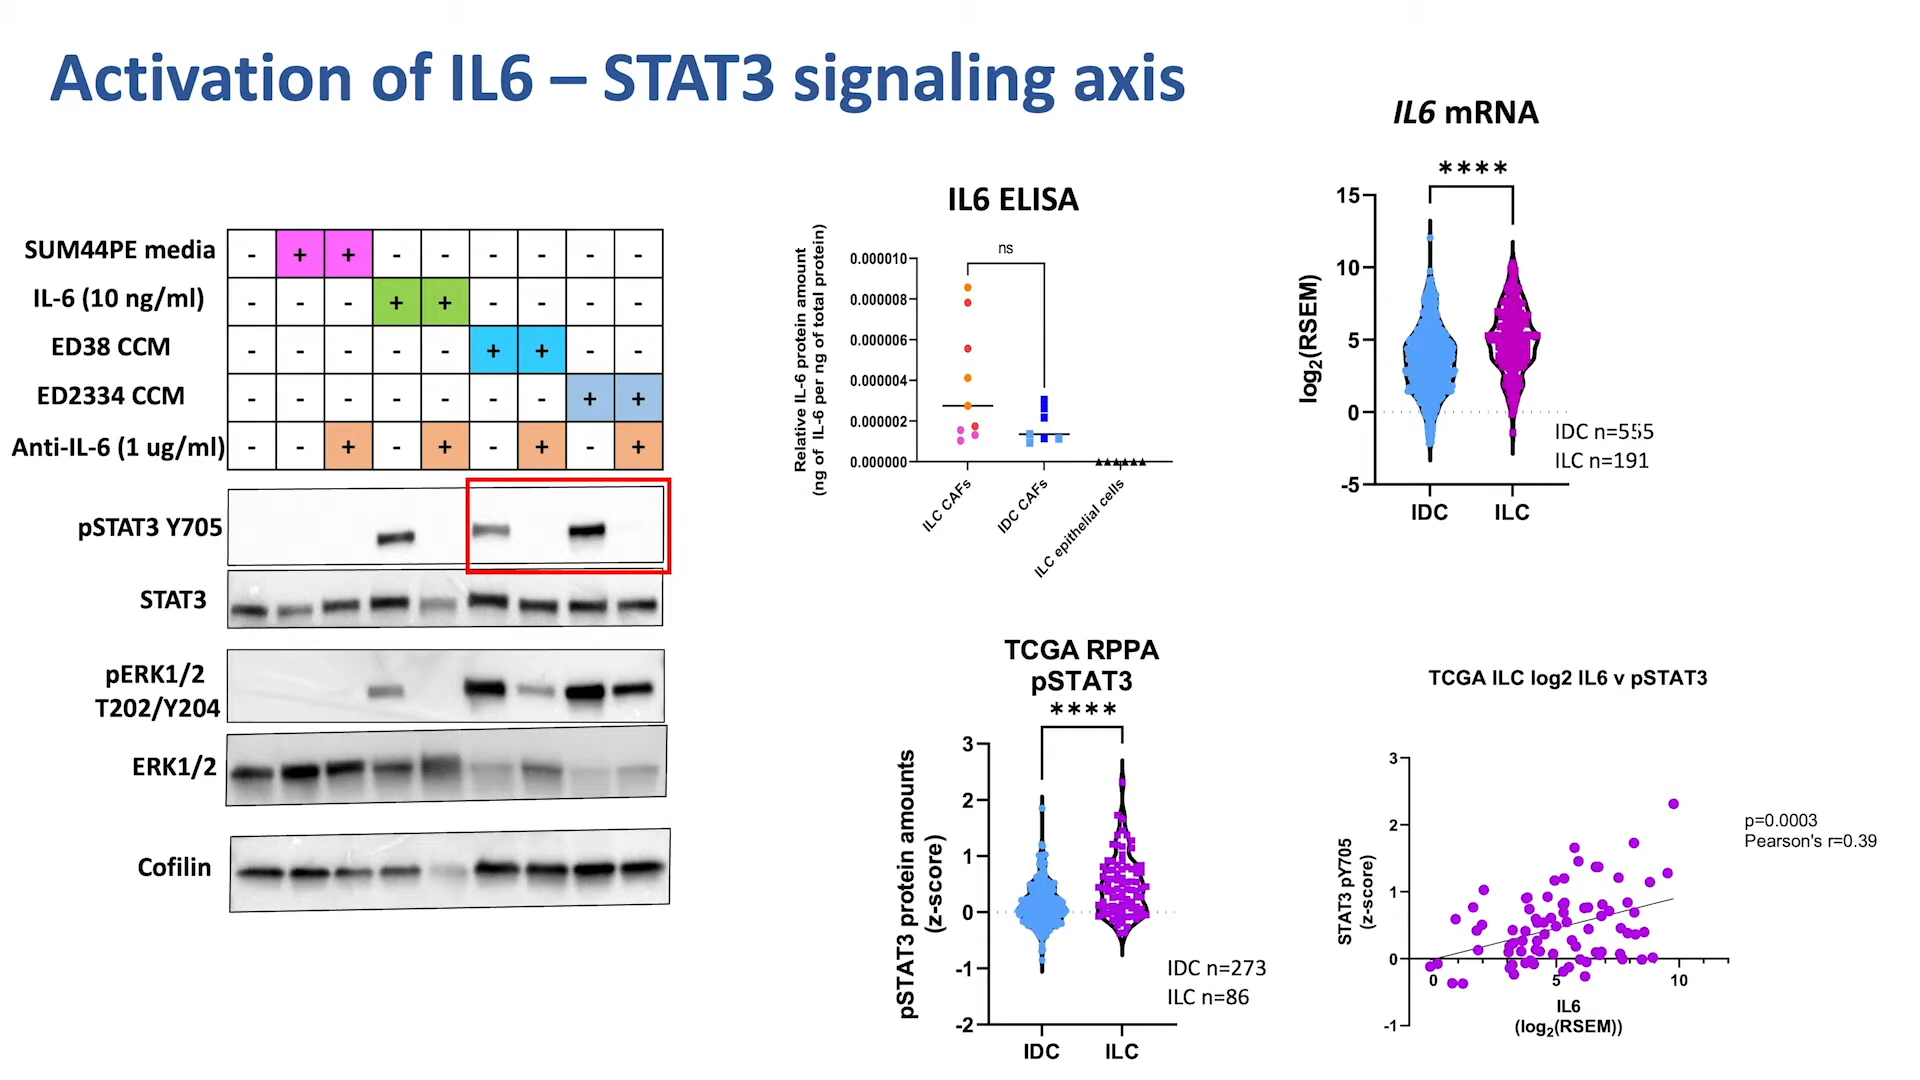 Activation of IL6 – STAT3 signaling axis
SUM44PE media - + + - - - - - -
IL-6 (10 ng/ml) - - - + + - - - -
ED38 CCM - - - - - + + - -
ED2334 CCM - - - - - - - + +
Anti-IL-6 (1 ug/ml) - - + - + - + - +
pSTAT3 Y705
STAT3
pERK1/2
T202/Y204
ERK1/2
Cofilin
IL6 ELISA
Relative IL-6 protein amount
(ng of IL-6 per ng of total protein)
ns
0.000010
0.000008
0.000006
0.000004
0.000002
0.000000
ILC CAFs
IDC CAFs
ILC epithelial cells
IL6 mRNA
****
log2(RSEM)
15
10
5
0
-5
IDC n=555
ILC n=191
IDC ILC
TCGA RPPA
pSTAT3
****
pSTAT3 protein amounts
(z-score)
3
2
1
0
-1
-2
IDC n=273
ILC n=86
IDC ILC
TCGA ILC log2 IL6 v pSTAT3
STAT3 pY705
(z-score)
3
2
1
0
-1
0 5 10
IL6
(log2(RSEM))
p=0.0003
Pearson's r=0.39